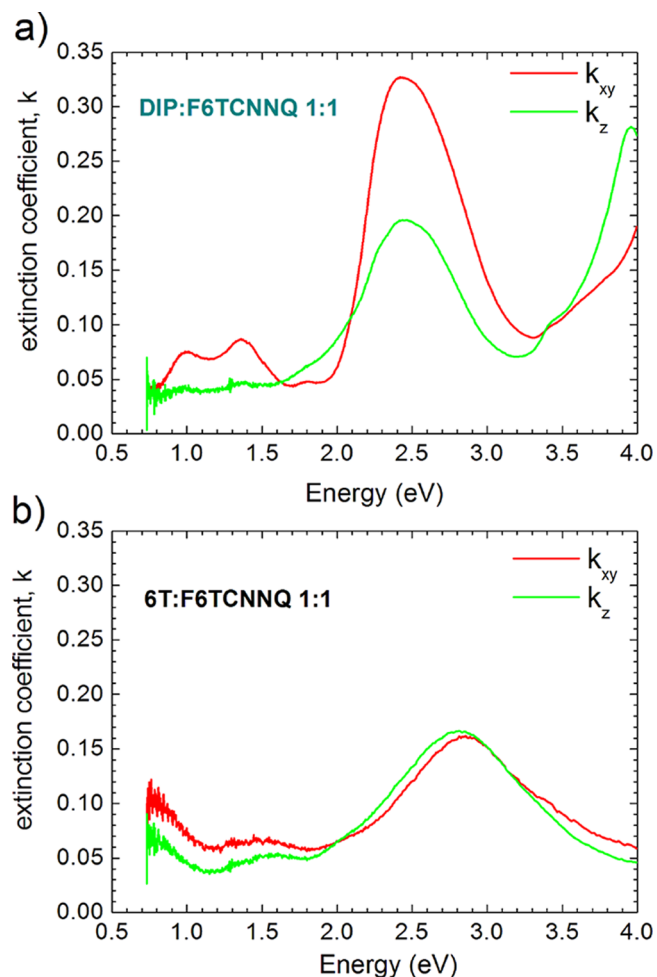 a)
0.35
0.30
0.25
0.20
0.15
0.10
0.05
0.00
extinction coefficient, k
DIP:F6TCNNQ 1:1
k_xy
k_z
0.5 1.0 1.5 2.0 2.5 3.0 3.5 4.0
Energy (eV)
b)
0.35
0.30
0.25
0.20
0.15
0.10
0.05
0.00
extinction coefficient, k
6T:F6TCNNQ 1:1
k_xy
k_z
0.5 1.0 1.5 2.0 2.5 3.0 3.5 4.0
Energy (eV)